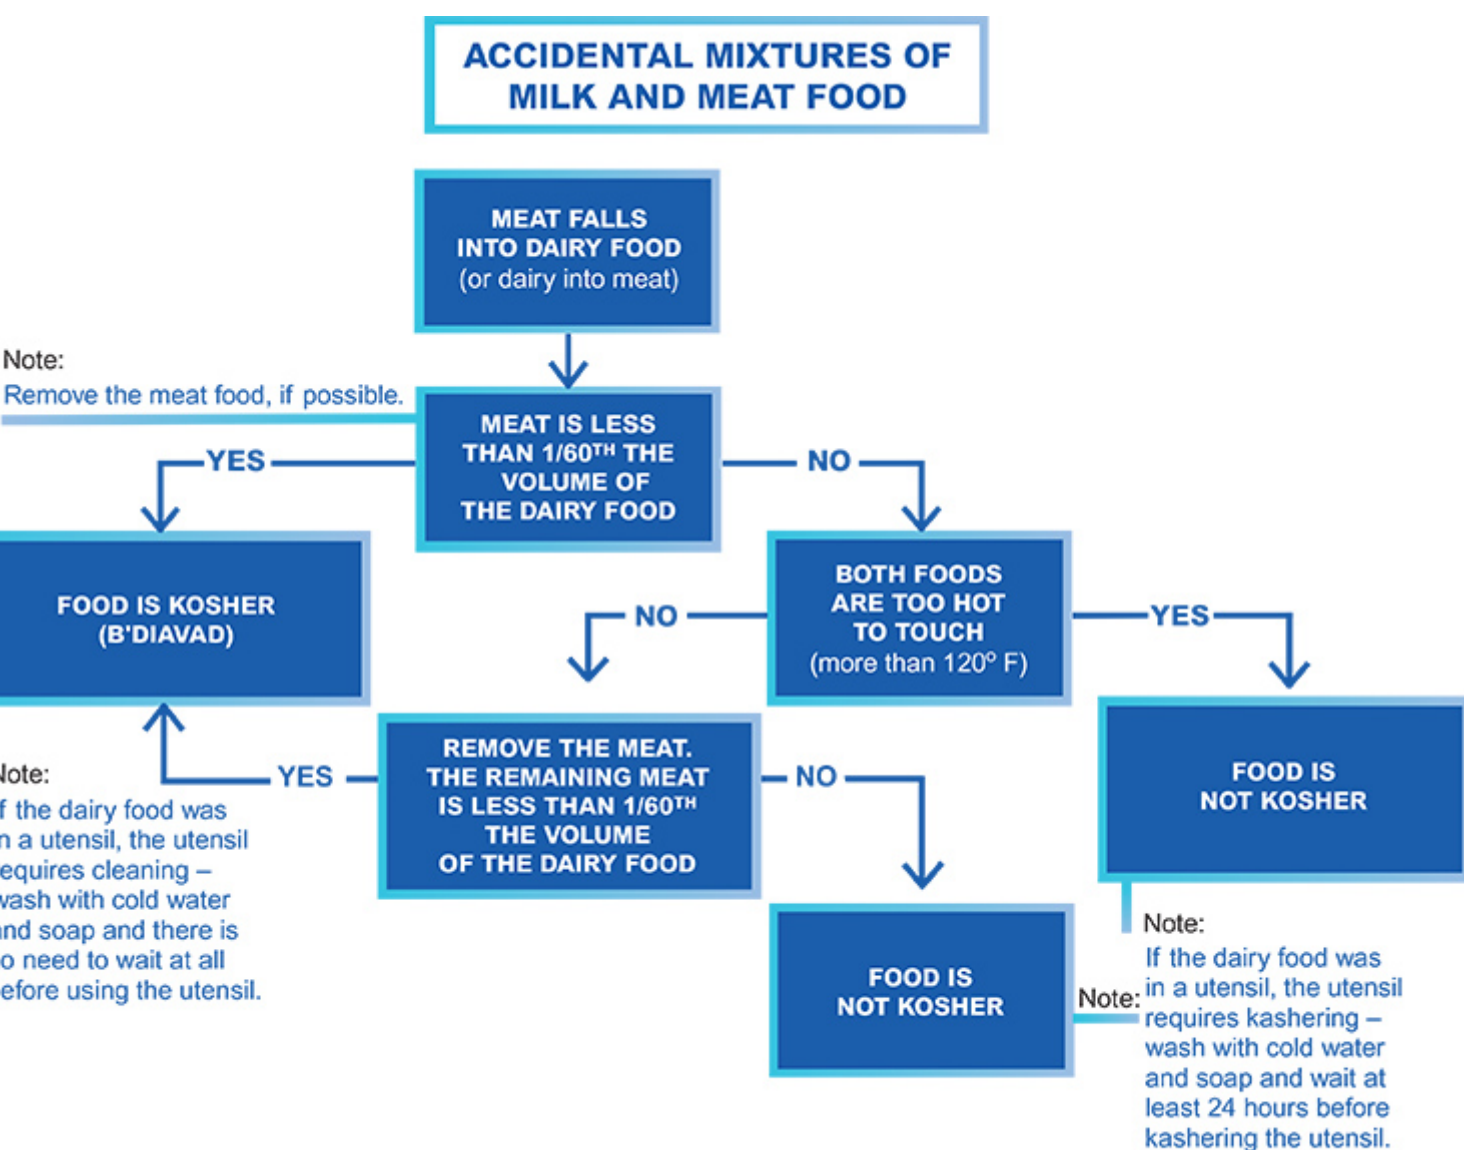 ACCIDENTAL MIXTURES OF
MILK AND MEAT FOOD
MEAT FALLS
INTO DAIRY FOOD
(or dairy into meat)
Note:
Remove the meat food, if possible.
MEAT IS LESS
THAN 1/60TH THE
VOLUME OF
THE DAIRY FOOD
YES
NO
FOOD IS KOSHER
(B'DIAVAD)
BOTH FOODS
ARE TOO HOT
TO TOUCH
(more than 120º F)
NO
YES
REMOVE THE MEAT.
THE REMAINING MEAT
IS LESS THAN 1/60TH
THE VOLUME
OF THE DAIRY FOOD
YES
NO
FOOD IS
NOT KOSHER
Note:
f the dairy food was
n a utensil, the utensil
equires cleaning –
wash with cold water
nd soap and there is
o need to wait at all
efore using the utensil.
FOOD IS
NOT KOSHER
Note:
Note:
If the dairy food was
in a utensil, the utensil
requires kashering –
wash with cold water
and soap and wait at
least 24 hours before
kashering the utensil.